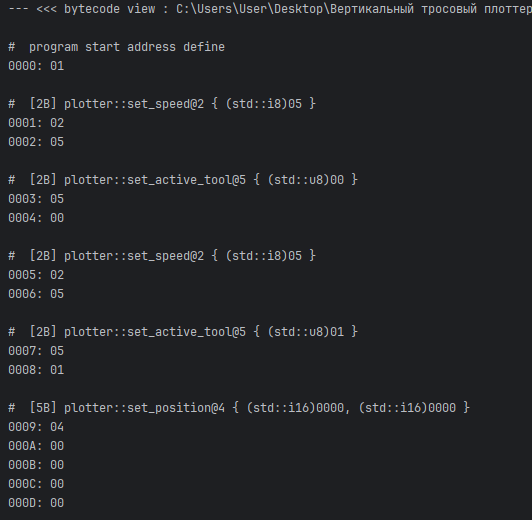 --- <<< bytecode view : C:\Users\User\Desktop\Вертикальный тросовый плоттер
#  program start address define
0000: 01
#  [2B] plotter::set_speed@2 { (std::i8)05 }
0001: 02
0002: 05
#  [2B] plotter::set_active_tool@5 { (std::u8)00 }
0003: 05
0004: 00
#  [2B] plotter::set_speed@2 { (std::i8)05 }
0005: 02
0006: 05
#  [2B] plotter::set_active_tool@5 { (std::u8)01 }
0007: 05
0008: 01
#  [5B] plotter::set_position@4 { (std::i16)0000, (std::i16)0000 }
0009: 04
000A: 00
000B: 00
000C: 00
000D: 00